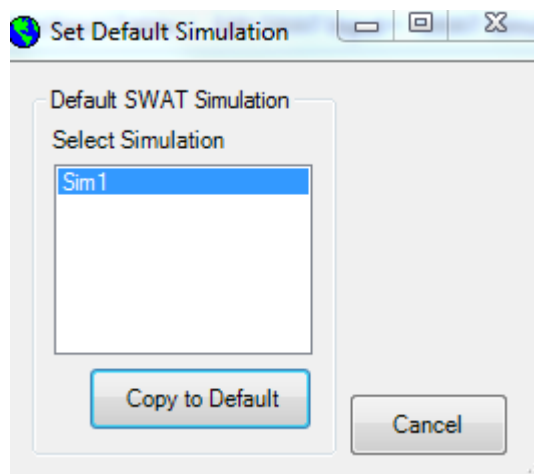 Set Default Simulation
Default SWAT Simulation
Select Simulation
Sim1
Copy to Default
Cancel